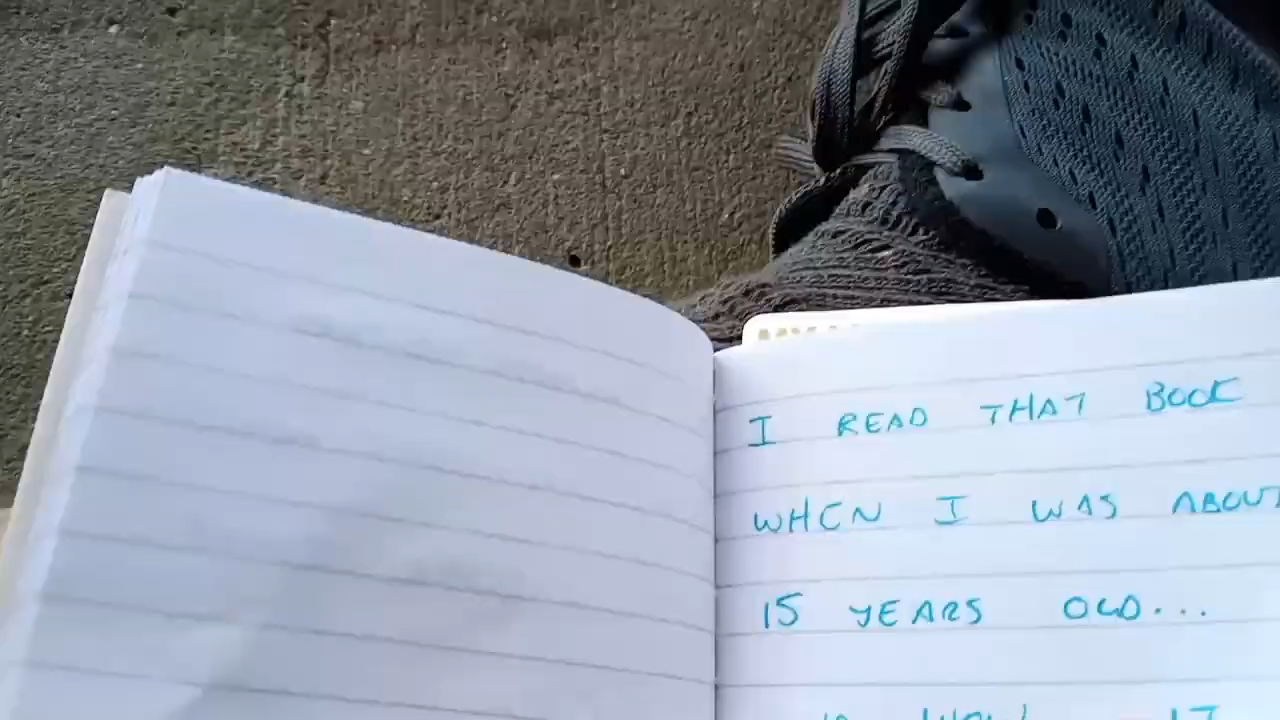 I READ THAT BOOK
WHEN I WAS ABOUT
15 YEARS OLD...